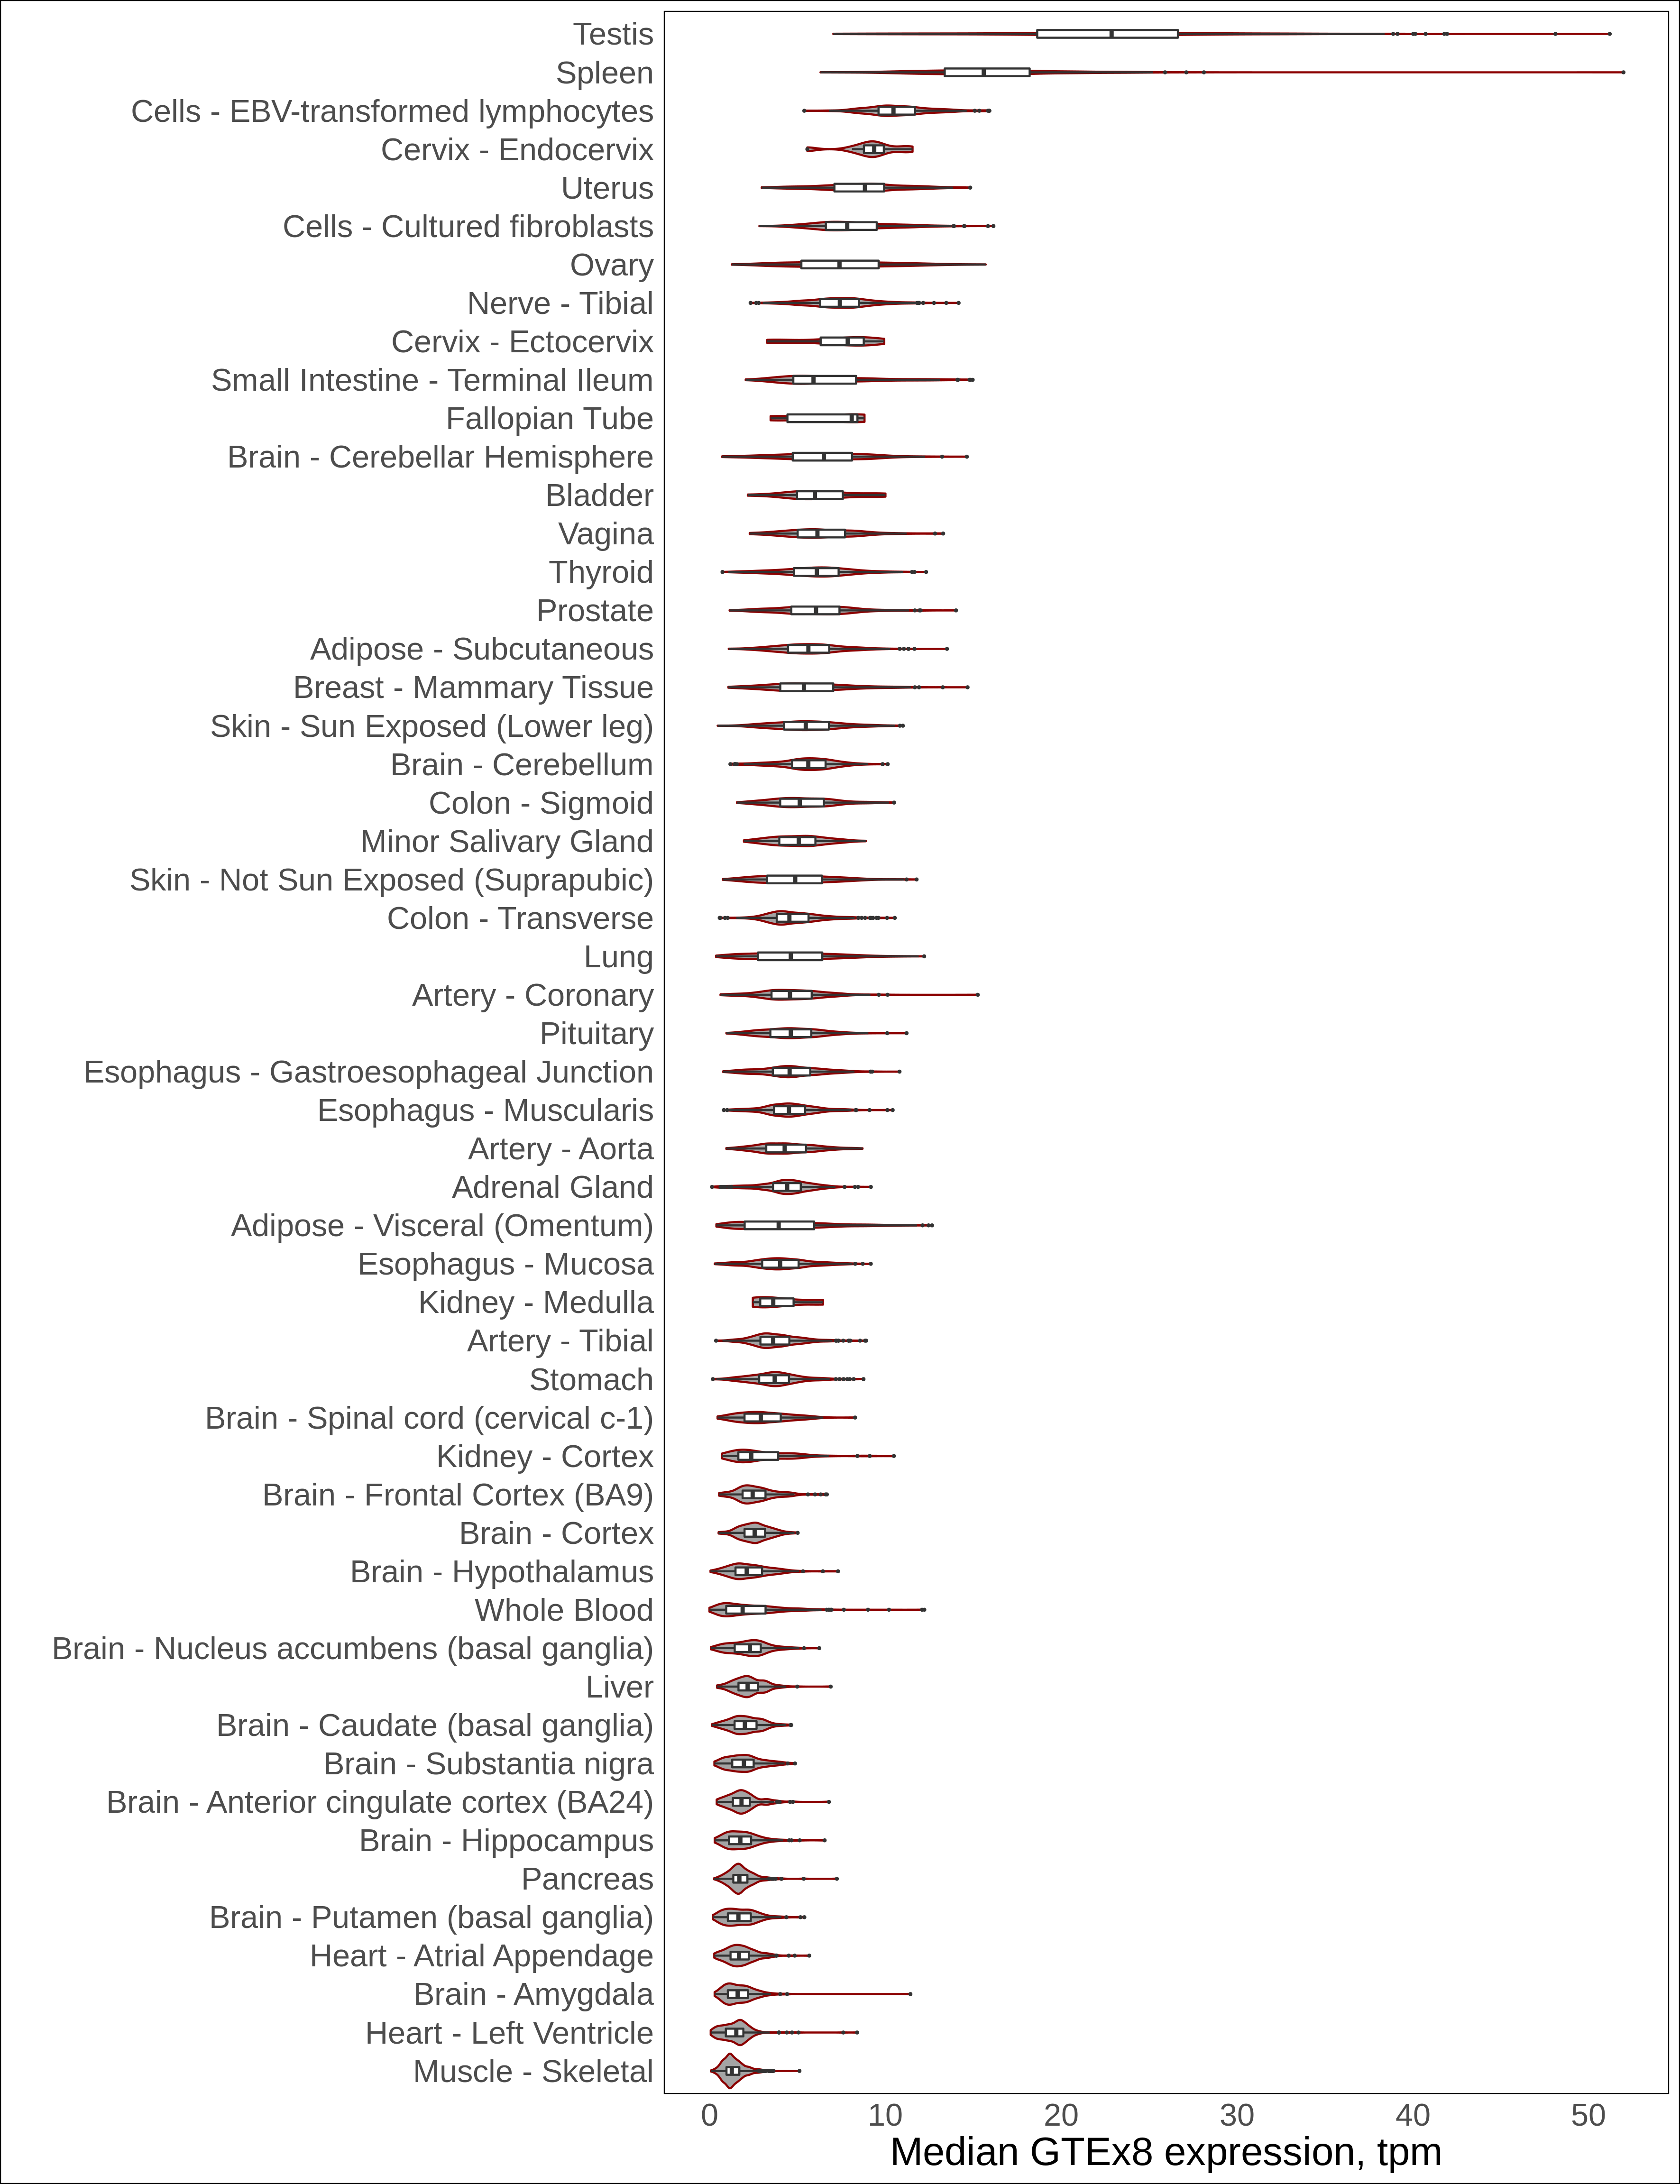 Testis
Spleen
Cells - EBV-transformed lymphocytes
Cervix - Endocervix
Uterus
Cells - Cultured fibroblasts
Ovary
Nerve - Tibial
Cervix - Ectocervix
Small Intestine - Terminal Ileum
Fallopian Tube
Brain - Cerebellar Hemisphere
Bladder
Vagina
Thyroid
Prostate
Adipose - Subcutaneous
Breast - Mammary Tissue
Skin - Sun Exposed (Lower leg)
Brain - Cerebellum
Colon - Sigmoid
Minor Salivary Gland
Skin - Not Sun Exposed (Suprapubic)
Colon - Transverse
Lung
Artery - Coronary
Pituitary
Esophagus - Gastroesophageal Junction
Esophagus - Muscularis
Artery - Aorta
Adrenal Gland
Adipose - Visceral (Omentum)
Esophagus - Mucosa
Kidney - Medulla
Artery - Tibial
Stomach
Brain - Spinal cord (cervical c-1)
Kidney - Cortex
Brain - Frontal Cortex (BA9)
Brain - Cortex
Brain - Hypothalamus
Whole Blood
Brain - Nucleus accumbens (basal ganglia)
Liver
Brain - Caudate (basal ganglia)
Brain - Substantia nigra
Brain - Anterior cingulate cortex (BA24)
Brain - Hippocampus
Pancreas
Brain - Putamen (basal ganglia)
Heart - Atrial Appendage
Brain - Amygdala
Heart - Left Ventricle
Muscle - Skeletal
0 10 20 30 40 50
Median GTEx8 expression, tpm